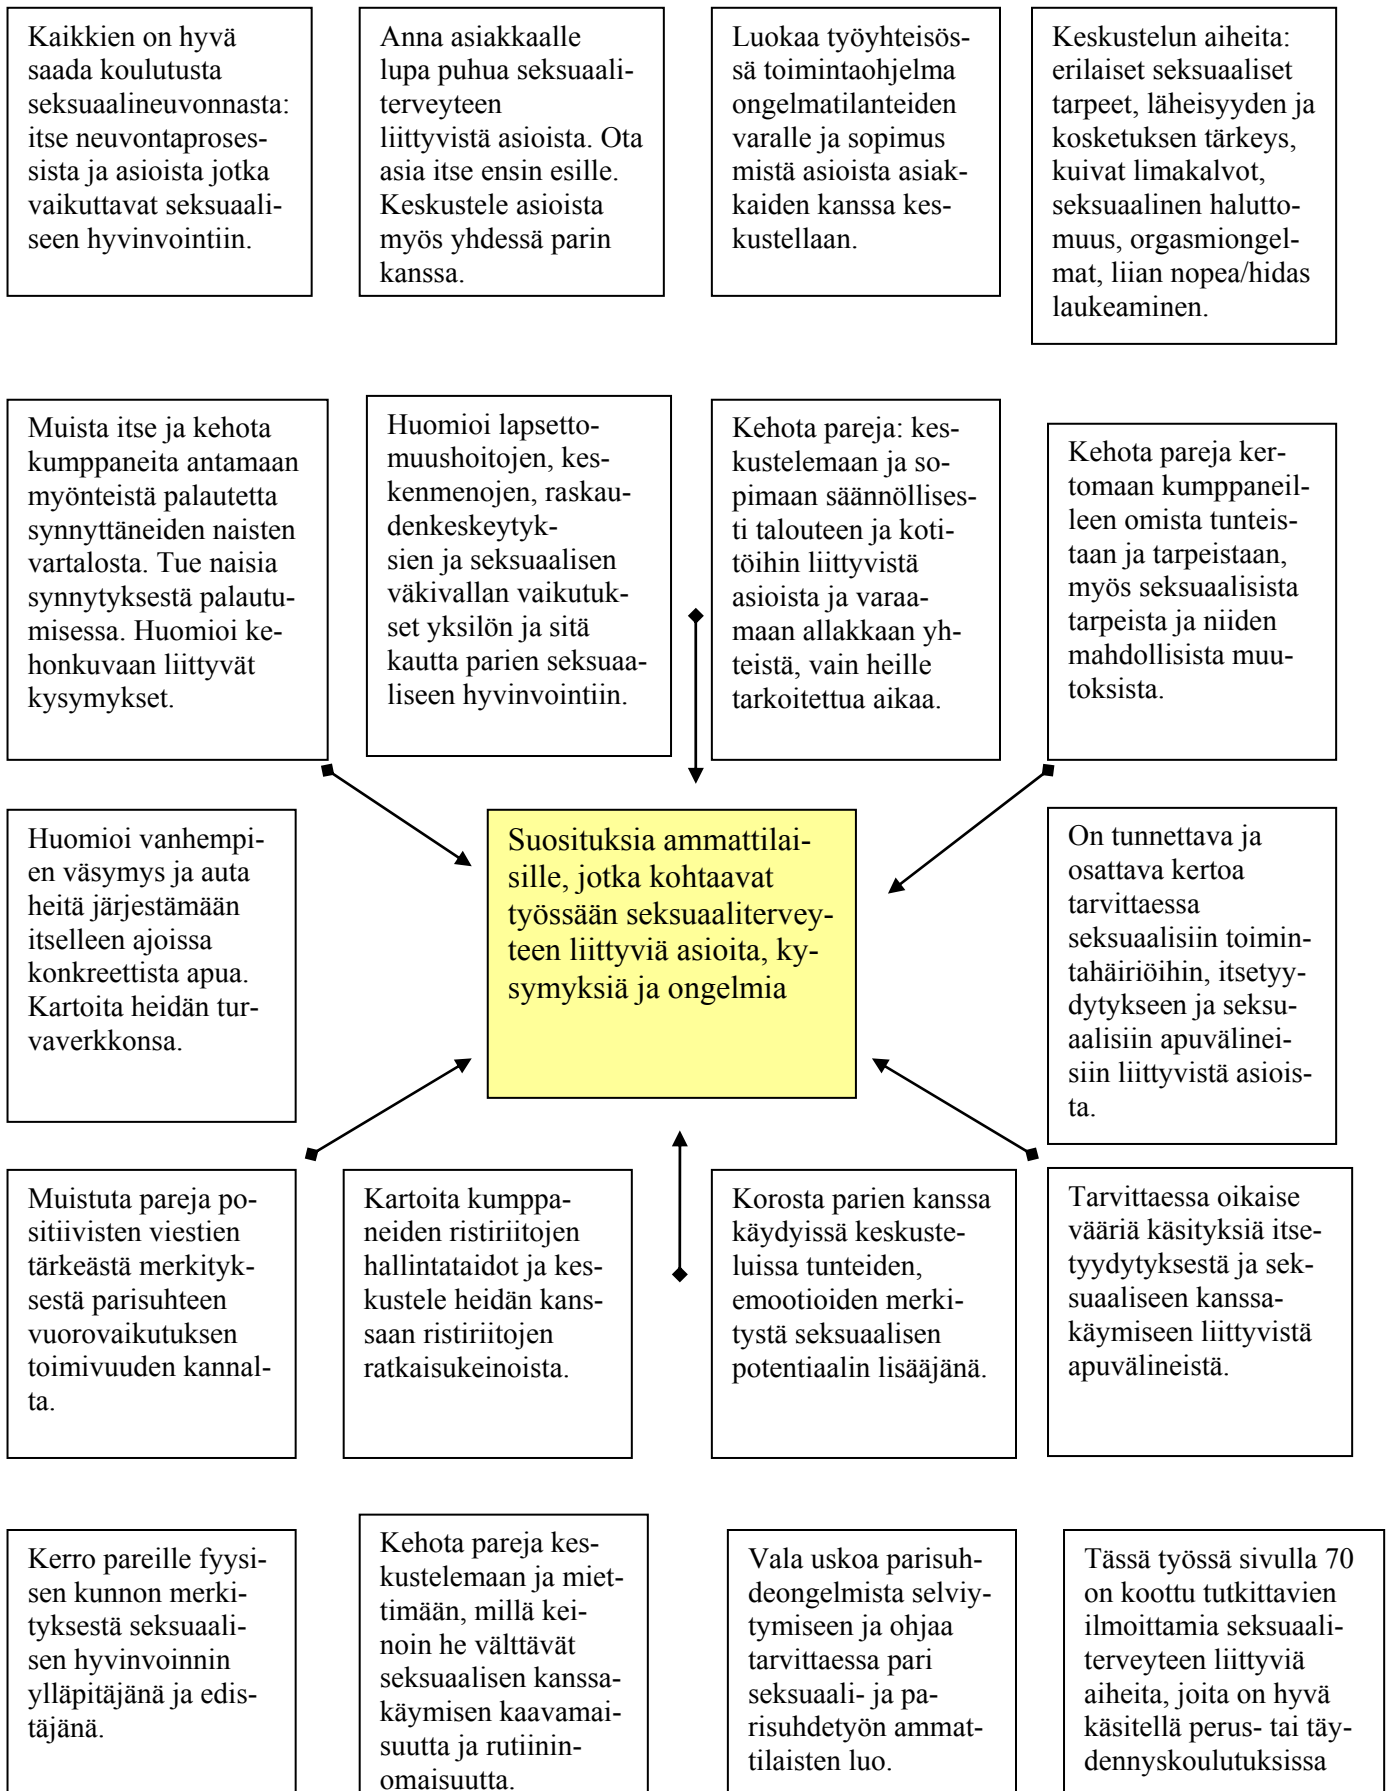 Kaikkien on hyvä
saada koulutusta
seksuaalineuvonnasta:
itse neuvontaproses-
sista ja asioista jotka
vaikuttavat seksuaali-
seen hyvinvointiin.
Anna asiakkaalle
lupa puhua seksuaali-
terveyteen
liittyvistä asioista. Ota
asia itse ensin esille.
Keskustele asioista
myös yhdessä parin
kanssa.
Luokaa työyhteisös-
sä toimintaohjelma
ongelmatilanteiden
varalle ja sopimus
mistä asioista asiak-
kaiden kanssa kes-
kustellaan.
Keskustelun aiheita:
erilaiset seksuaaliset
tarpeet, läheisyyden ja
kosketuksen tärkeys,
kuivat limakalvot,
seksuaalinen halutto-
muus, orgasmiongel-
mat, liian nopea/hidas
laukeaminen.
Muista itse ja kehota
kumppaneita antamaan
myönteistä palautetta
synnyttäneiden naisten
vartalosta. Tue naisia
synnytyksestä palautu-
misessa. Huomioi ke-
honkuvaan liittyvät
kysymykset.
Huomioi lapsetto-
muushoitojen, kes-
kenmenojen, raskau-
denkeskeytyk-
sien ja seksuaalisen
väkivallan vaikutuk-
set yksilön ja sitä
kautta parien seksuaa-
liseen hyvinvointiin.
Kehota pareja: kes-
kustelemaan ja so-
pimaan säännöllises-
ti talouteen ja koti-
töihin liittyvistä
asioista ja varaa-
maan allakkaan yh-
teistä, vain heille
tarkoitettua aikaa.
Kehota pareja ker-
tomaan kumppaneil-
leen omista tunteis-
taan ja tarpeistaan,
myös seksuaalisista
tarpeista ja niiden
mahdollisista muu-
toksista.
Huomioi vanhempi-
en väsymys ja auta
heitä järjestämään
itselleen ajoissa
konkreettista apua.
Kartoita heidän tur-
vaverkkonsa.
Suosituksia ammattilai-
sille, jotka kohtaavat
työssään seksuaalitervey-
teen liittyviä asioita, ky-
symyksiä ja ongelmia
On tunnettava ja
osattava kertoa
tarvittaessa
seksuaalisiin toimin-
tahäiriöihin, itsetyy-
dytykseen ja seksu-
aalisiin apuvälinei-
siin liittyvistä asiois-
ta.
Muistuta pareja po-
sitiivisten viestien
tärkeästä merkityk-
sestä parisuhteen
vuorovaikutuksen
toimivuuden kannal-
ta.
Kartoita kumppa-
neiden ristiriitojen
hallintataidot ja kes-
kustele heidän kans-
saan ristiriitojen
ratkaisukeinoista.
Korosta parien kanssa
käydyissä keskuste-
luissa tunteiden,
emootioiden merki-
tystä seksuaalisen
potentiaalin lisääjänä.
Tarvittaessa oikaise
vääriä käsityksiä itse-
tyydytyksestä ja sek-
suaaliseen kanssa-
käymiseen liittyvistä
apuvälineistä.
Kerro pareille fyysi-
sen kunnon merki-
tyksestä seksuaali-
sen hyvinvoinnin
ylläpitäjänä ja edis-
täjänä.
Kehota pareja kes-
kustelemaan ja miet-
timään, millä kei-
noin he välttävät
seksuaalisen kanssa-
käymisen kaavamai-
suutta ja rutiinin-
omaisuutta.
Vala uskoa parisuh-
deongelmista selviy-
tymiseen ja ohjaa
tarvittaessa pari
seksuaali- ja pa-
risuhdetyön ammat-
tilaisten luo.
Tässä työssä sivulla 70
on koottu tutkittavien
ilmoittamia seksuaali-
terveyteen liittyviä
aiheita, joita on hyvä
käsitellä perus- tai täy-
dennyskoulutuksissa